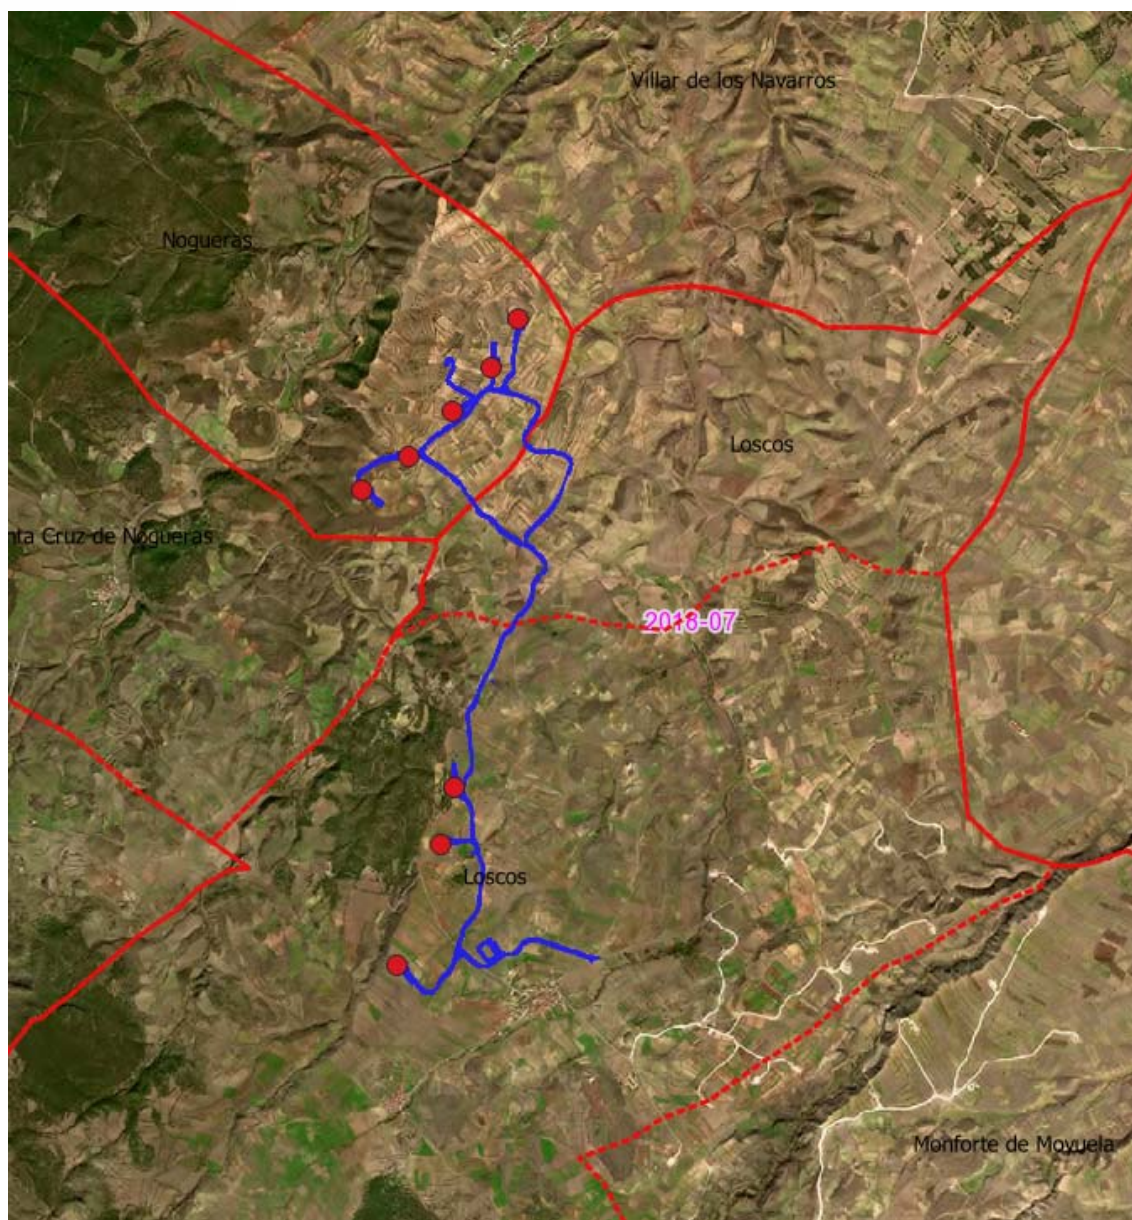 Villar de los Navarros
Nogueras
Loscos
nta Cruz de Nogueras
2018-07
Loscos
Monforte de Moyuela